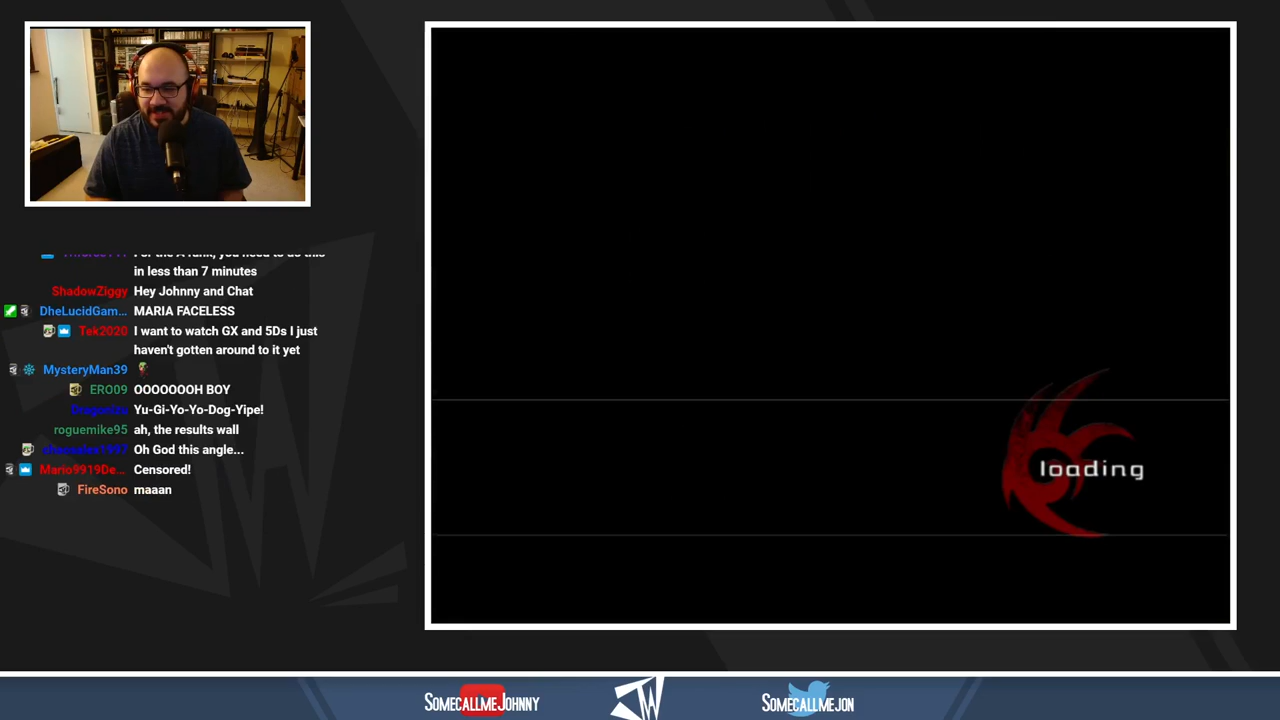 in less than 7 minutes
ShadowZiggy Hey Johnny and Chat
DheLucidGam... MARIA FACELESS
Tek2020 I want to watch GX and 5Ds I just
haven't gotten around to it yet
MysteryMan39
ERO09 OOOOOOOH BOY
Yu-Gi-Yo-Yo-Dog-Yipe!
roguemike95 ah, the results wall
Oh God this angle...
Mario9919De... Censored!
FireSono maaan
loading
SomecallmeJohnny
Somecallmejon